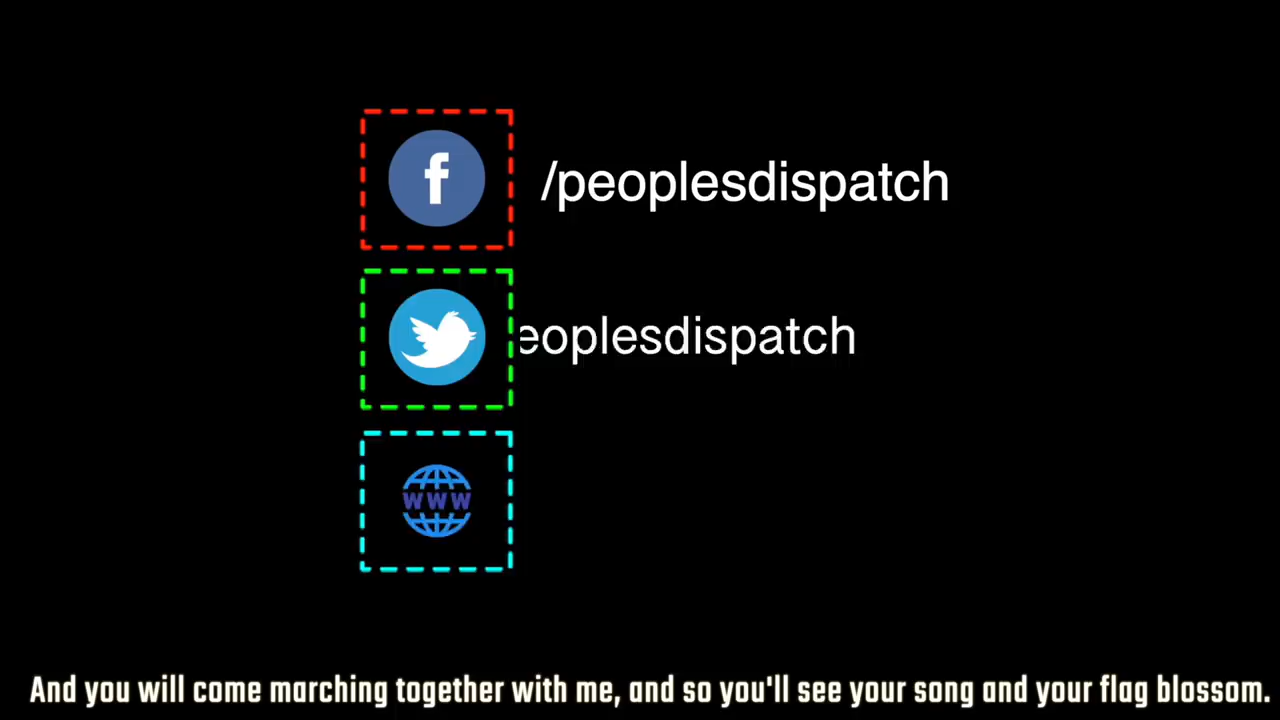 f /peoplesdispatch
eoplesdispatch
WWW
And you will come marching together with me, and so you'll see your song and your flag blossom.